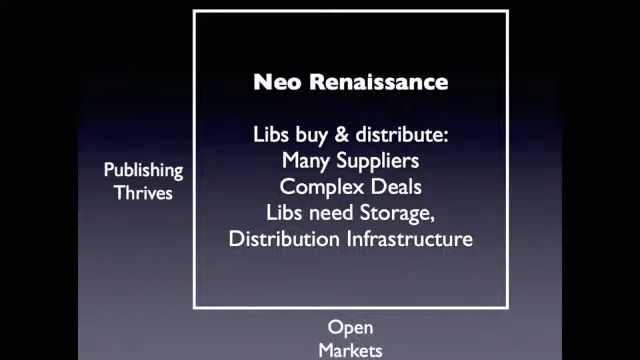 Neo Renaissance
Libs buy & distribute:
Many Suppliers
Complex Deals
Libs need Storage,
Distribution Infrastructure
Publishing
Thrives
Open
Markets